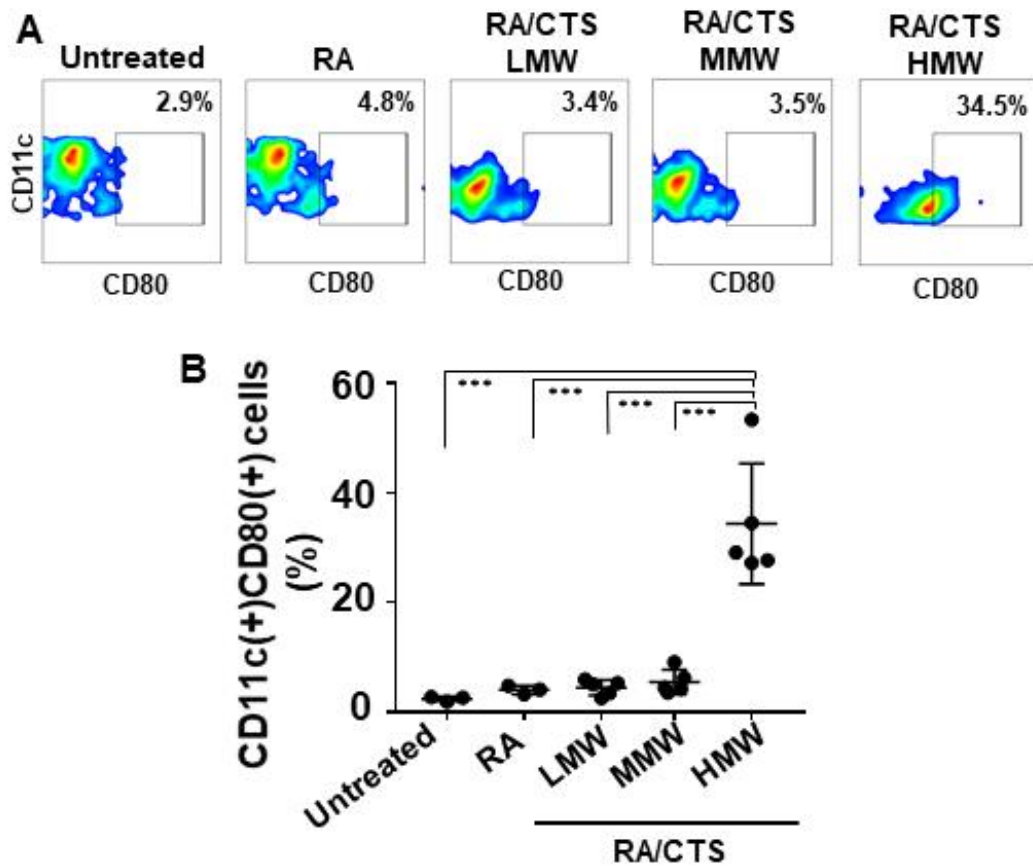 A
Untreated
RA
RA/CTS
LMW
RA/CTS
MMW
RA/CTS
HMW
2.9%
4.8%
3.4%
3.5%
34.5%
CD11c
CD80
CD80
CD80
CD80
CD80
B
CD11c(+)CD80(+) cells
(%)
60
40
20
0
***
***
***
***
Untreated
RA
LMW
MMW
HMW
RA/CTS